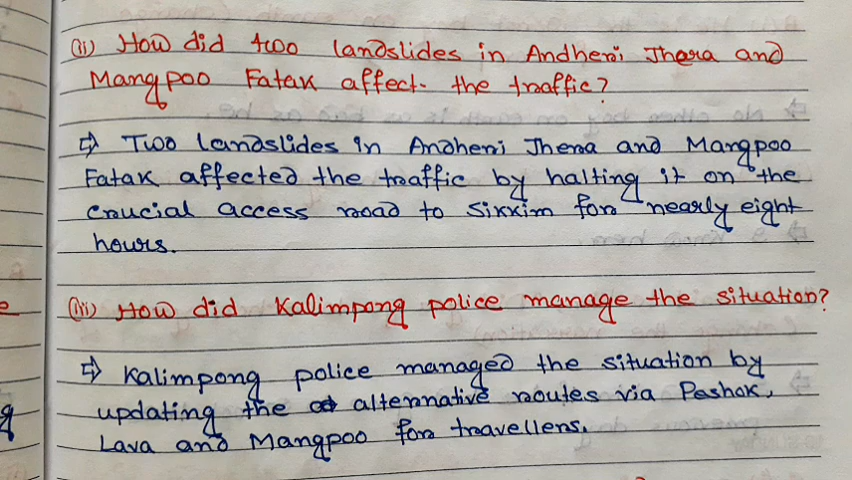 (ii) How did two landslides in Andheri Jhora and
Mangpoo Fatak affect the traffic?
⇒ Two landslides in Andheri Jhora and Mangpoo
Fatak affected the traffic by halting it on the
crucial access road to Sikkim for nearly eight
hours.
e
(iii) How did Kalimpong police manage the situation?
⇒ Kalimpong police managed the situation by
updating the alternative routes via Peshok,
g
Lava and Mangpoo for travellers.